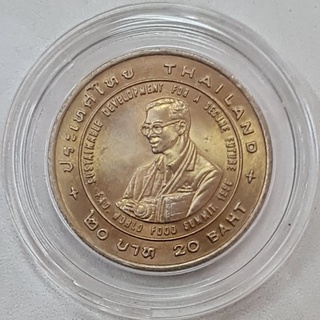 ประเทศไทย THAILAND
SUSTAINABLE DEVELOPMENT FOR A SECURE FUTURE
FAO, WORLD FOOD SUMMIT, 1996
๒๐ บาท 20 BAHT